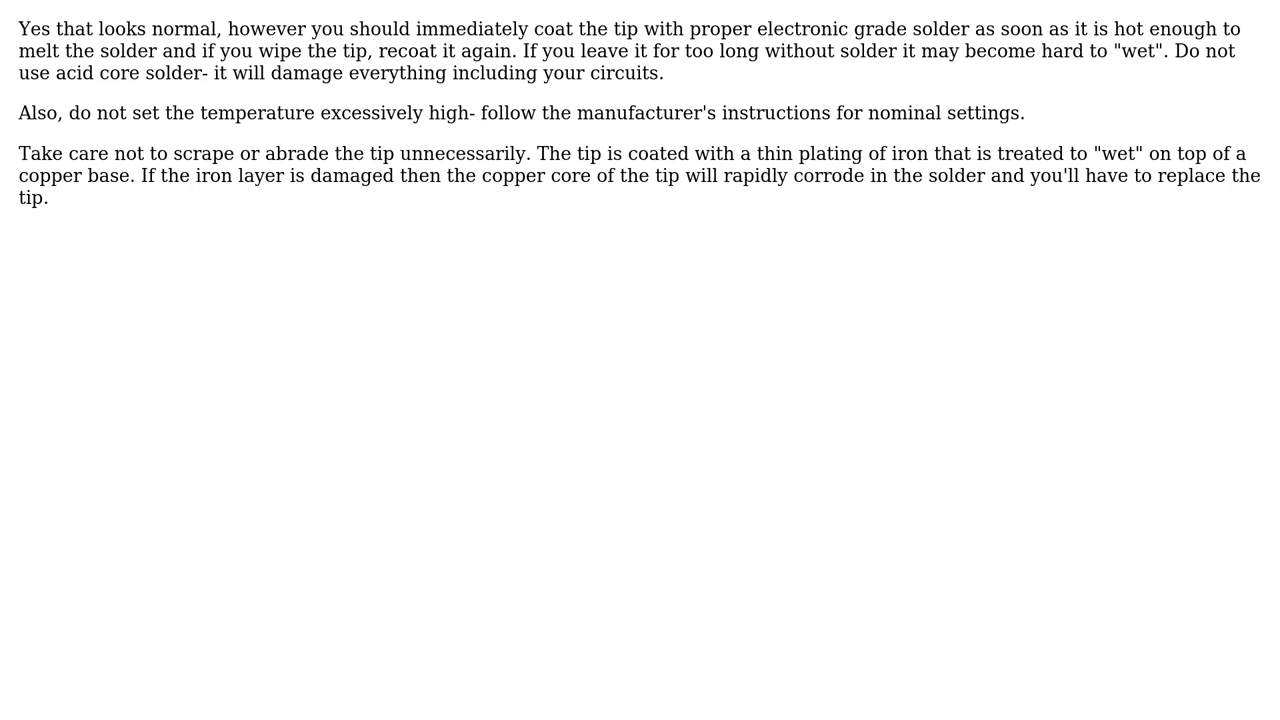 Yes that looks normal, however you should immediately coat the tip with proper electronic grade solder as soon as it is hot enough to
melt the solder and if you wipe the tip, recoat it again. If you leave it for too long without solder it may become hard to "wet". Do not
use acid core solder- it will damage everything including your circuits.
Also, do not set the temperature excessively high- follow the manufacturer's instructions for nominal settings.
Take care not to scrape or abrade the tip unnecessarily. The tip is coated with a thin plating of iron that is treated to "wet" on top of a
copper base. If the iron layer is damaged then the copper core of the tip will rapidly corrode in the solder and you'll have to replace the
tip.